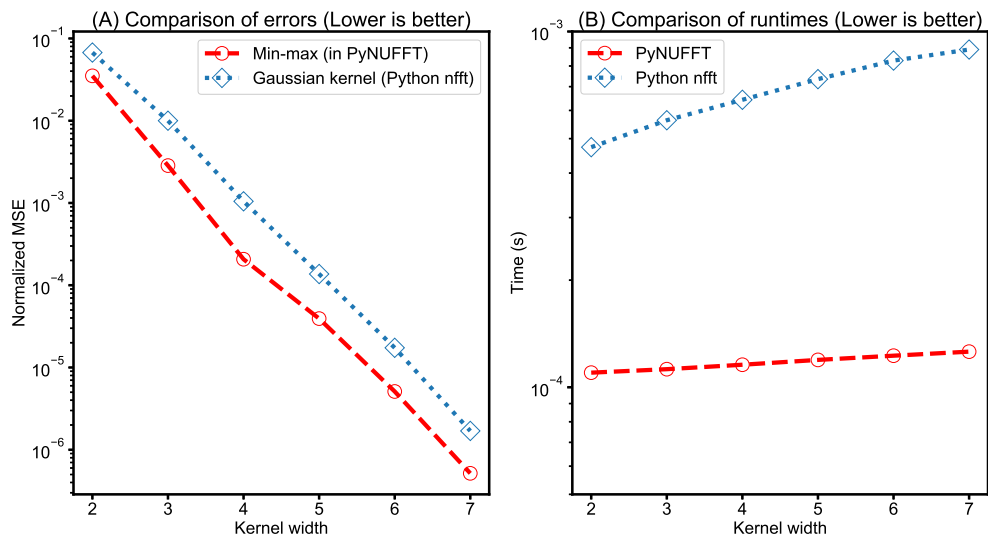 (A) Comparison of errors (Lower is better)
10⁻¹
10⁻²
10⁻³
10⁻⁴
10⁻⁵
10⁻⁶
Normalized MSE
Min-max (in PyNUFFT)
Gaussian kernel (Python nfft)
2 3 4 5 6 7
Kernel width
(B) Comparison of runtimes (Lower is better)
10⁻³
10⁻⁴
Time (s)
PyNUFFT
Python nfft
2 3 4 5 6 7
Kernel width